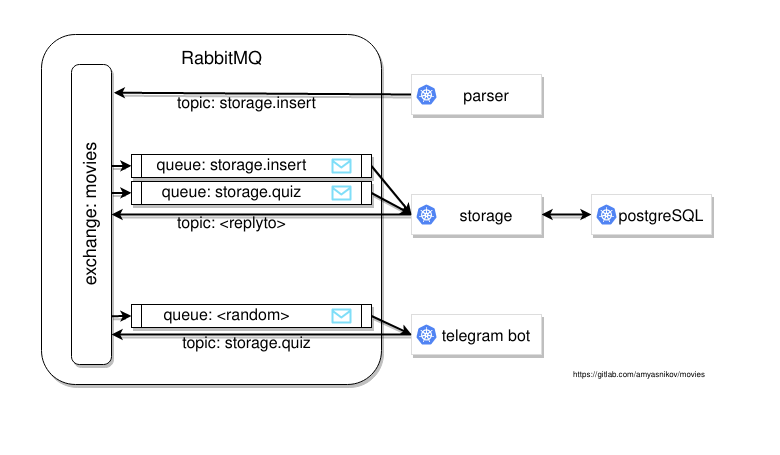 RabbitMQ
exchange: movies
topic: storage.insert
parser
queue: storage.insert
queue: storage.quiz
topic: <replyto>
storage
postgreSQL
queue: <random>
topic: storage.quiz
telegram bot
https://gitlab.com/amyasnikov/movies